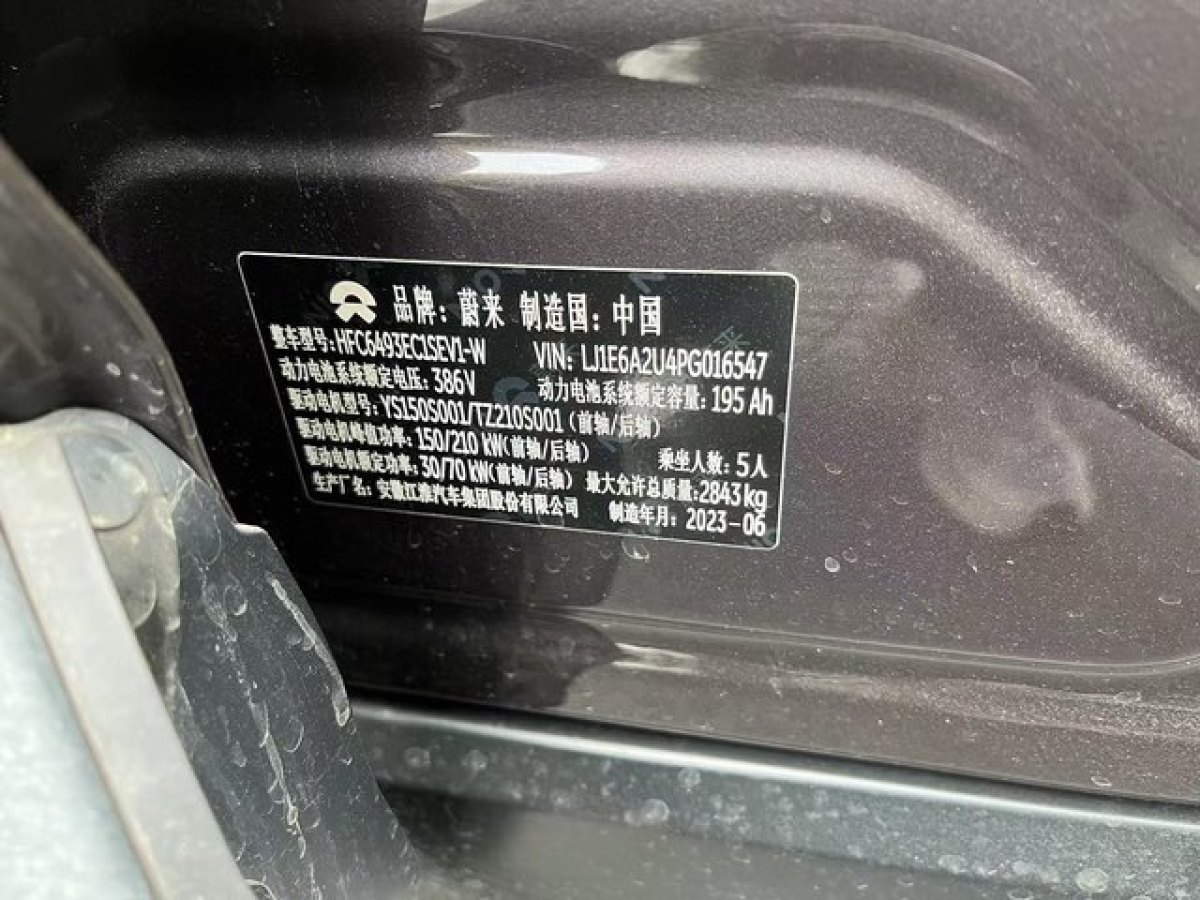 品牌：蔚来 制造国：中国
整车型号：HFC6493EC1SEV1-W VIN：LJ1E6A2U4PG016547
动力电池系统额定电压：386V 动力电池系统额定容量：195Ah
驱动电机型号：YS150S001/TZ210S001（前轴/后轴）
驱动电机峰值功率：150/210 kW（前轴/后轴） 乘坐人数：5人
驱动电机额定功率：30/70 kW（前轴/后轴） 最大允许总质量：2843kg
生产厂名：安徽江淮汽车集团股份有限公司 制造年月：2023-06